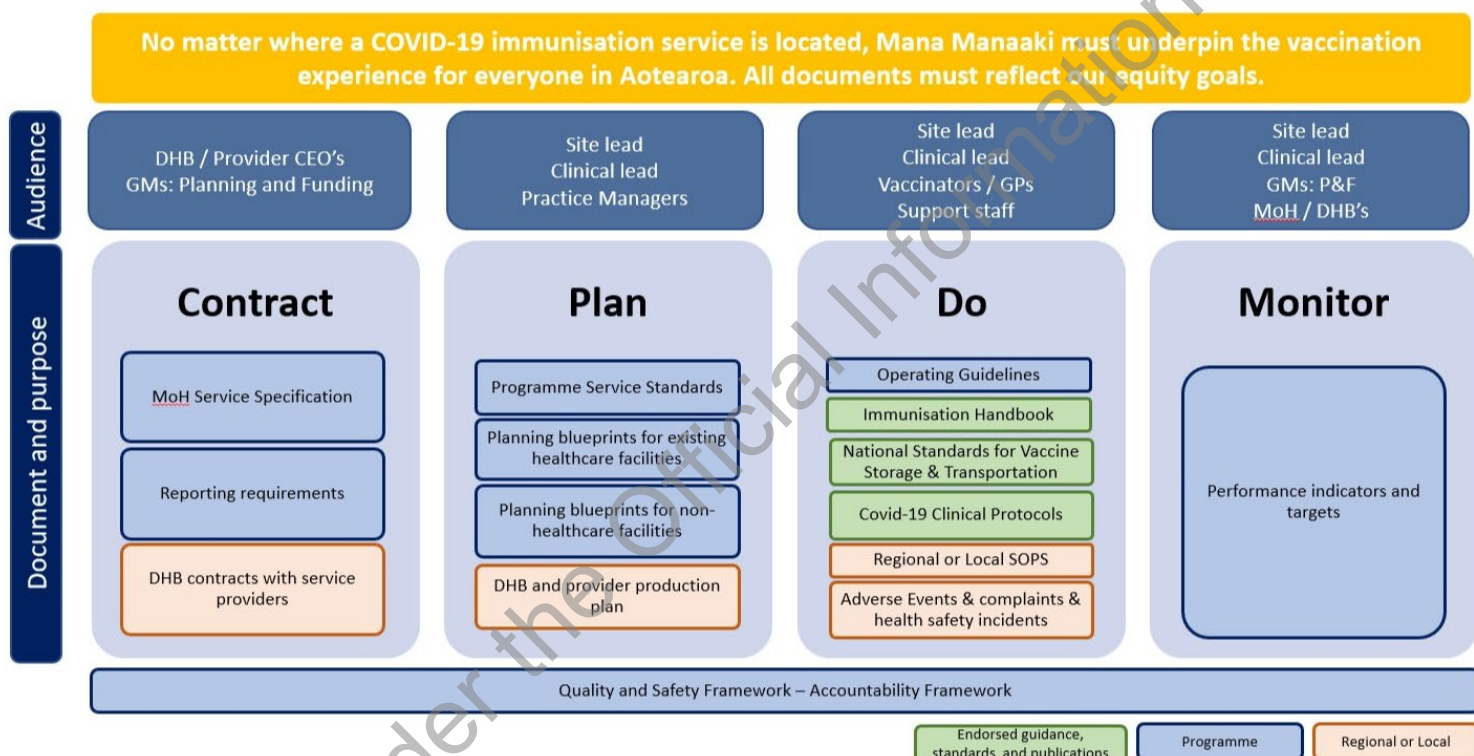 No matter where a COVID-19 immunisation service is located, Mana Manaaki must underpin the vaccination
experience for everyone in Aotearoa. All documents must reflect our equity goals.
Audience
DHB / Provider CEO's
GMs: Planning and Funding
Site lead
Clinical lead
Practice Managers
Site lead
Clinical lead
Vaccinators / GPs
Support staff
Site lead
Clinical lead
GMs: P&F
MoH / DHB's
Document and purpose
Contract
MoH Service Specification
Reporting requirements
DHB contracts with service
providers
Plan
Programme Service Standards
Planning blueprints for existing
healthcare facilities
Planning blueprints for non-
healthcare facilities
DHB and provider production
plan
Do
Operating Guidelines
Immunisation Handbook
National Standards for Vaccine
Storage & Transportation
Covid-19 Clinical Protocols
Regional or Local SOPS
Adverse Events & complaints &
health safety incidents
Monitor
Performance indicators and
targets
Quality and Safety Framework – Accountability Framework
Endorsed guidance,
standards, and publications
Programme
Regional or Local
der the Official Information